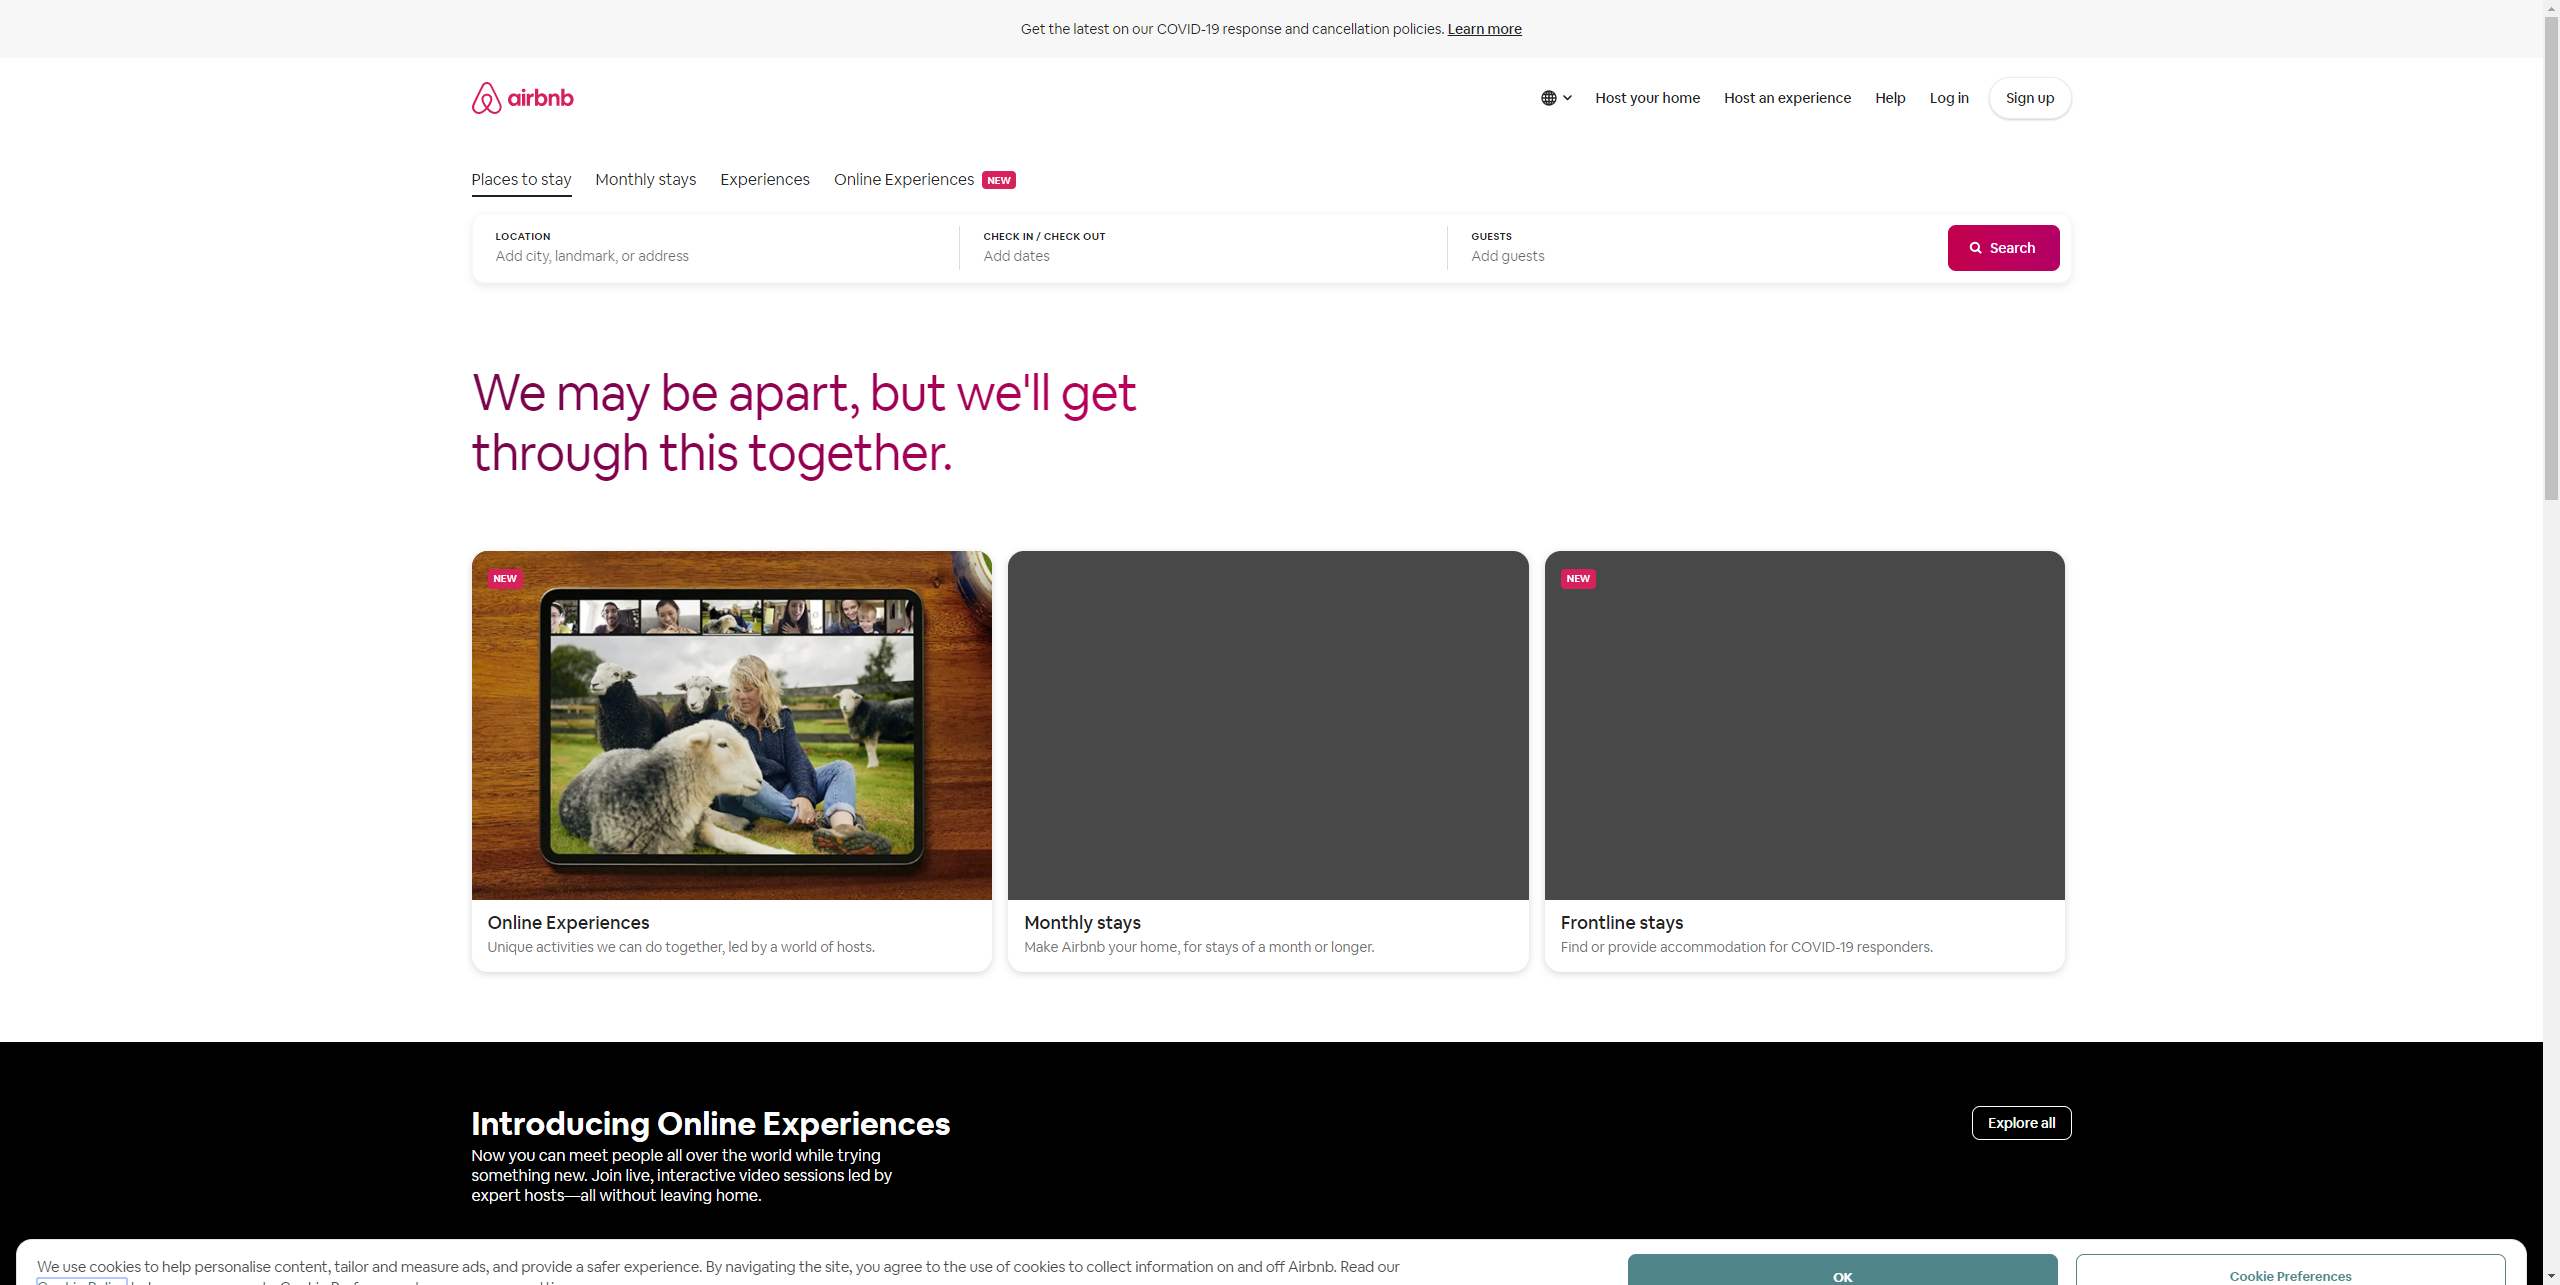 Get the latest on our COVID-19 response and cancellation policies. Learn more
airbnb
Host your home
Host an experience
Help
Log in
Sign up
Places to stay
Monthly stays
Experiences
Online Experiences NEW
LOCATION
Add city, landmark, or address
CHECK IN / CHECK OUT
Add dates
GUESTS
Add guests
Search
We may be apart, but we'll get
through this together.
NEW
Online Experiences
Unique activities we can do together, led by a world of hosts.
Monthly stays
Make Airbnb your home, for stays of a month or longer.
NEW
Frontline stays
Find or provide accommodation for COVID-19 responders.
Introducing Online Experiences
Now you can meet people all over the world while trying
something new. Join live, interactive video sessions led by
expert hosts—all without leaving home.
Explore all
We use cookies to help personalise content, tailor and measure ads, and provide a safer experience. By navigating the site, you agree to the use of cookies to collect information on and off Airbnb. Read our
OK
Cookie Preferences